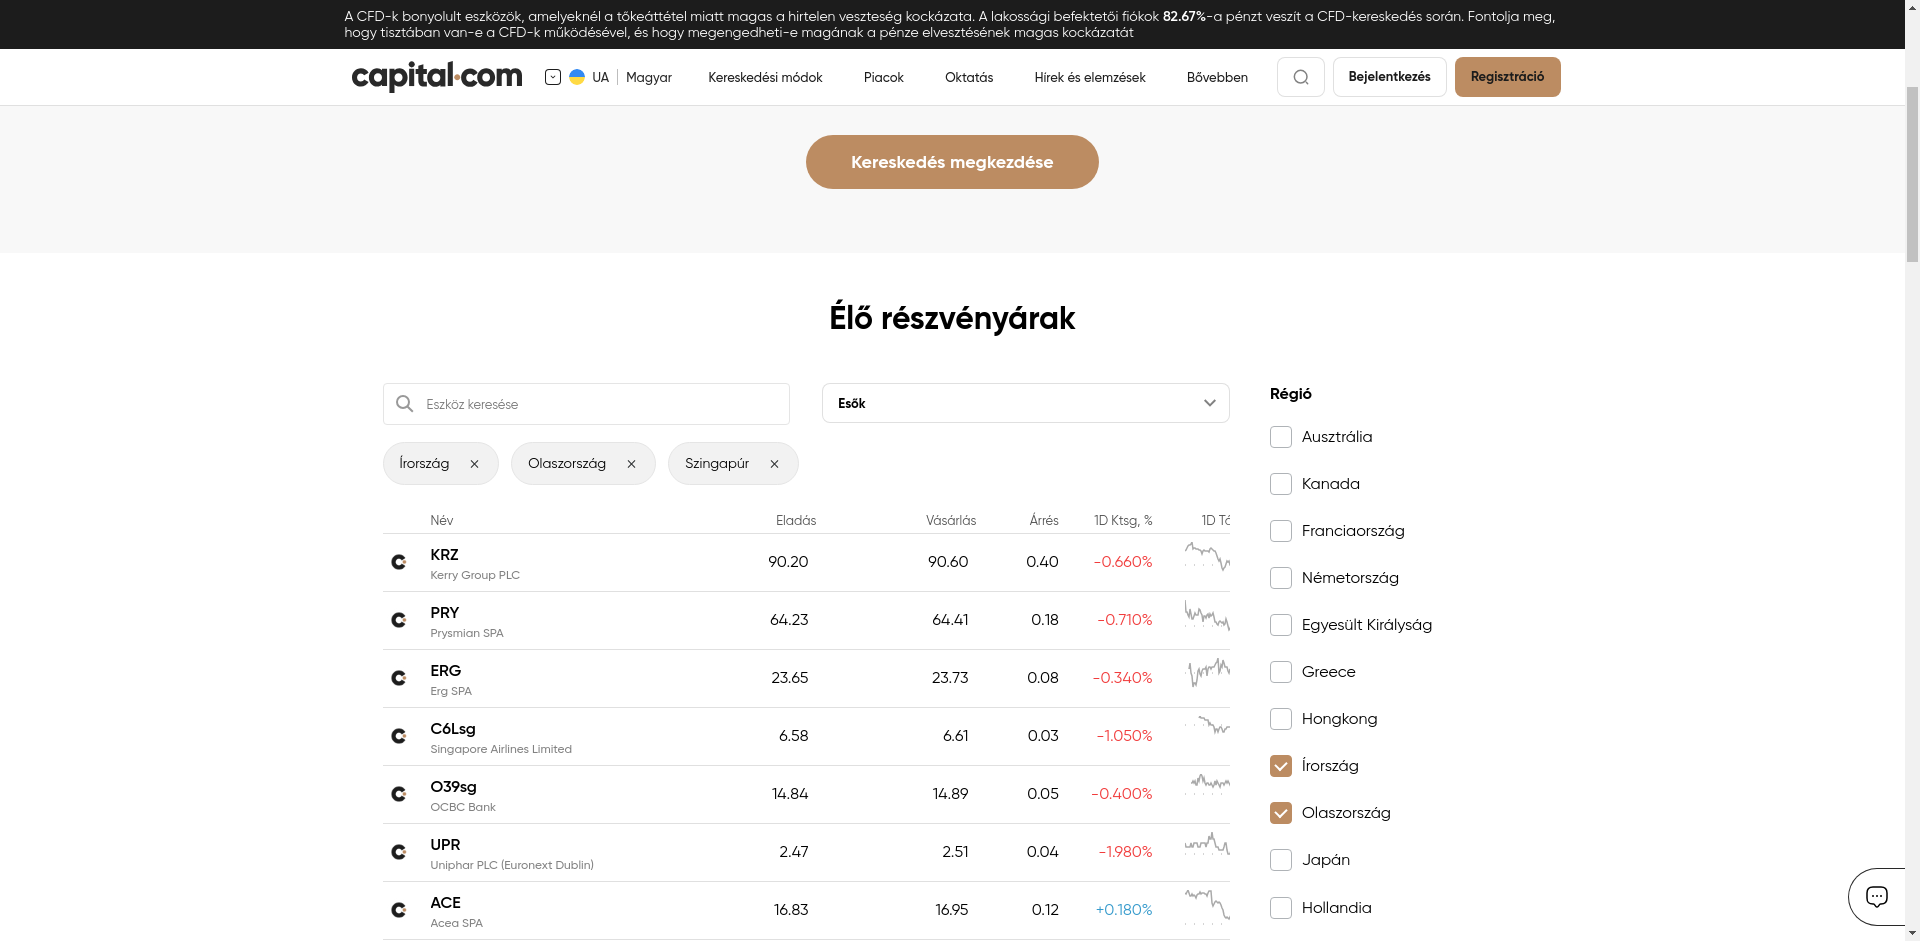 A CFD-k bonyolult eszközök, amelyeknél a tőkeáttétel miatt magas a hirtelen veszteség kockázata. A lakossági befektetői fiókok 82.67%-a pénzt veszít a CFD-kereskedés során. Fontolja meg,
hogy tisztában van-e a CFD-k működésével, és hogy megengedheti-e magának a pénze elvesztésének magas kockázatát
capital.com
UA
Magyar
Kereskedési módok
Piacok
Oktatás
Hírek és elemzések
Bővebben
Bejelentkezés
Regisztráció
Kereskedés megkezdése
Élő részvényárak
Eszköz keresése
Esők
Írország
Olaszország
Szingapúr
Név Eladás Vásárlás Árrés 1D Ktsg, % 1D
KRZ
Kerry Group PLC
90.20 90.60 0.40 -0.660%
PRY
Prysmian SPA
64.23 64.41 0.18 -0.710%
ERG
Erg SPA
23.65 23.73 0.08 -0.340%
C6Lsg
Singapore Airlines Limited
6.58 6.61 0.03 -1.050%
O39sg
OCBC Bank
14.84 14.89 0.05 -0.400%
UPR
Uniphar PLC (Euronext Dublin)
2.47 2.51 0.04 -1.980%
ACE
Acea SPA
16.83 16.95 0.12 +0.180%
Régió
Ausztrália
Kanada
Franciaország
Németország
Egyesült Királyság
Greece
Hongkong
Írország
Olaszország
Japán
Hollandia